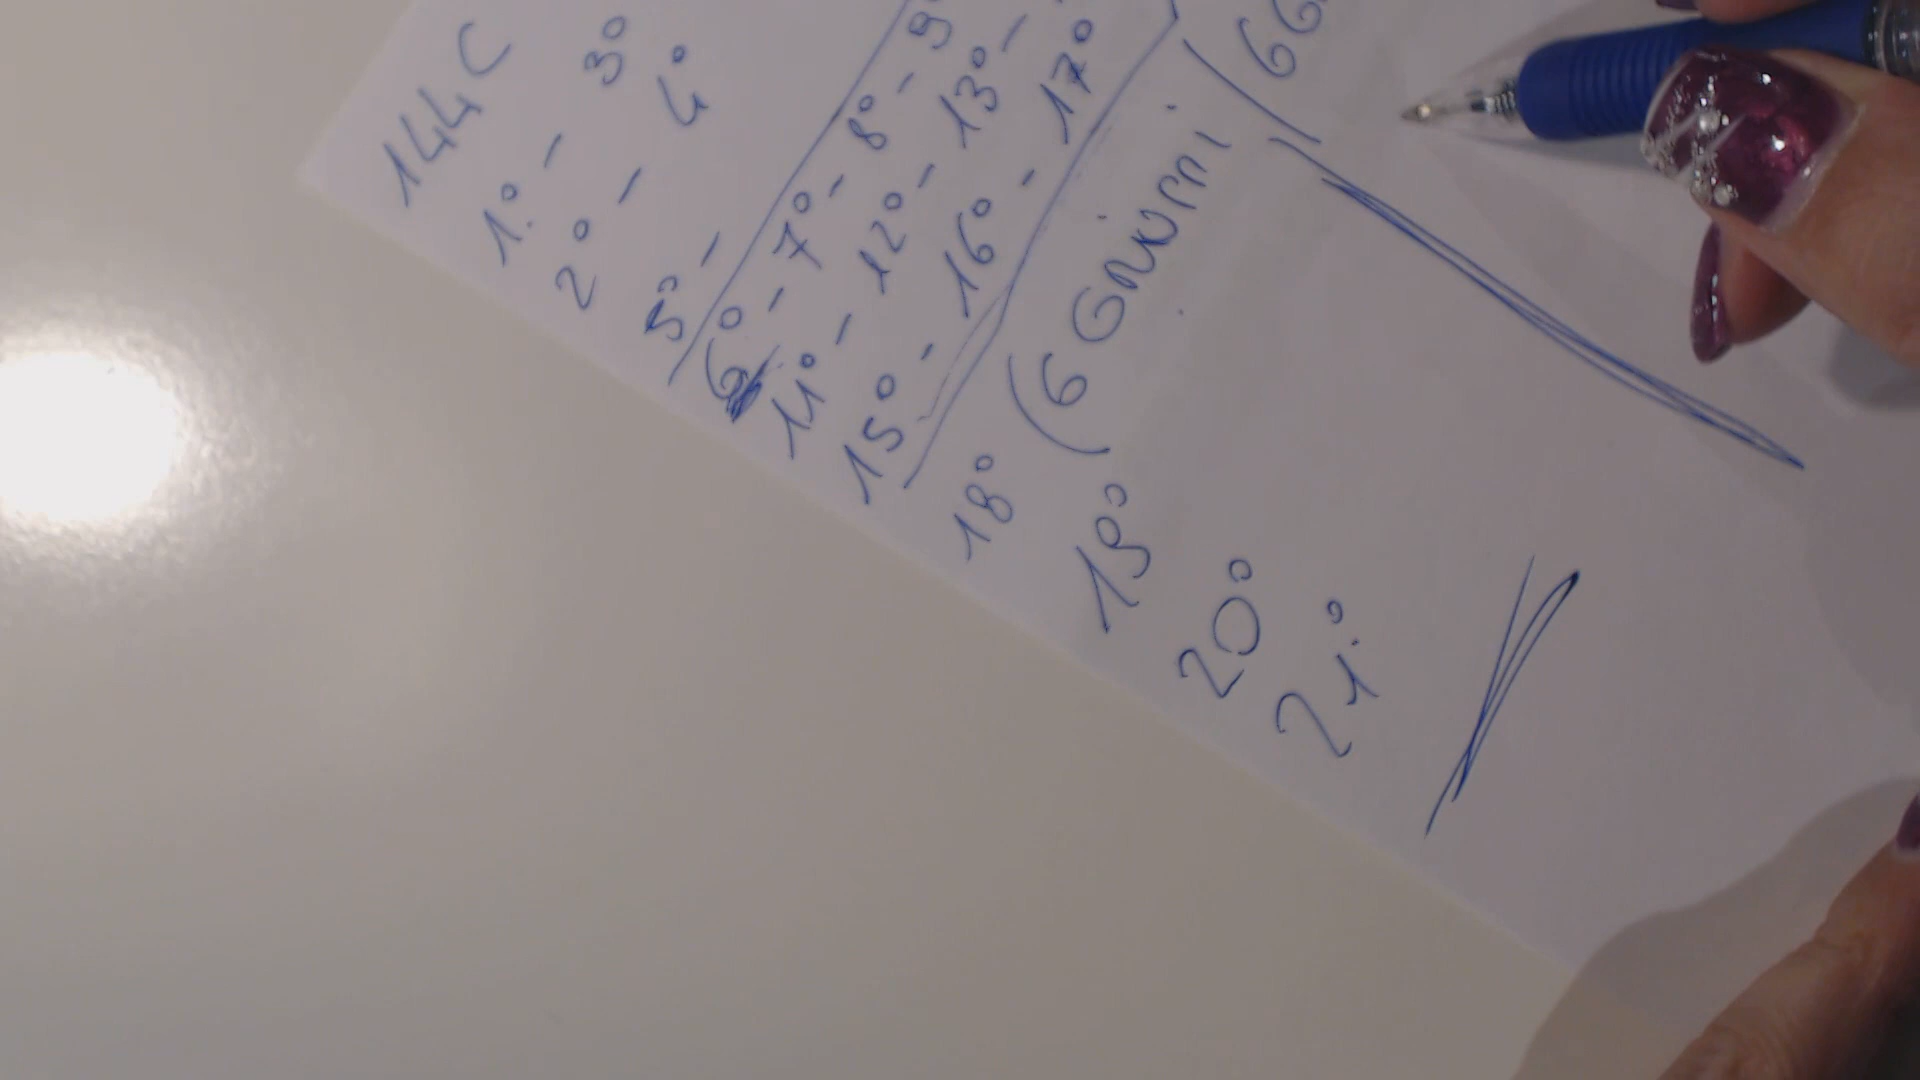 144C
1.° - 3°
2° - 4°
5° -
6° - 7° - 8° - 9°
11° - 12° - 13° -
15° - 16° - 17°
18° (6 GIORNI
19° (6 G
20°
21.°